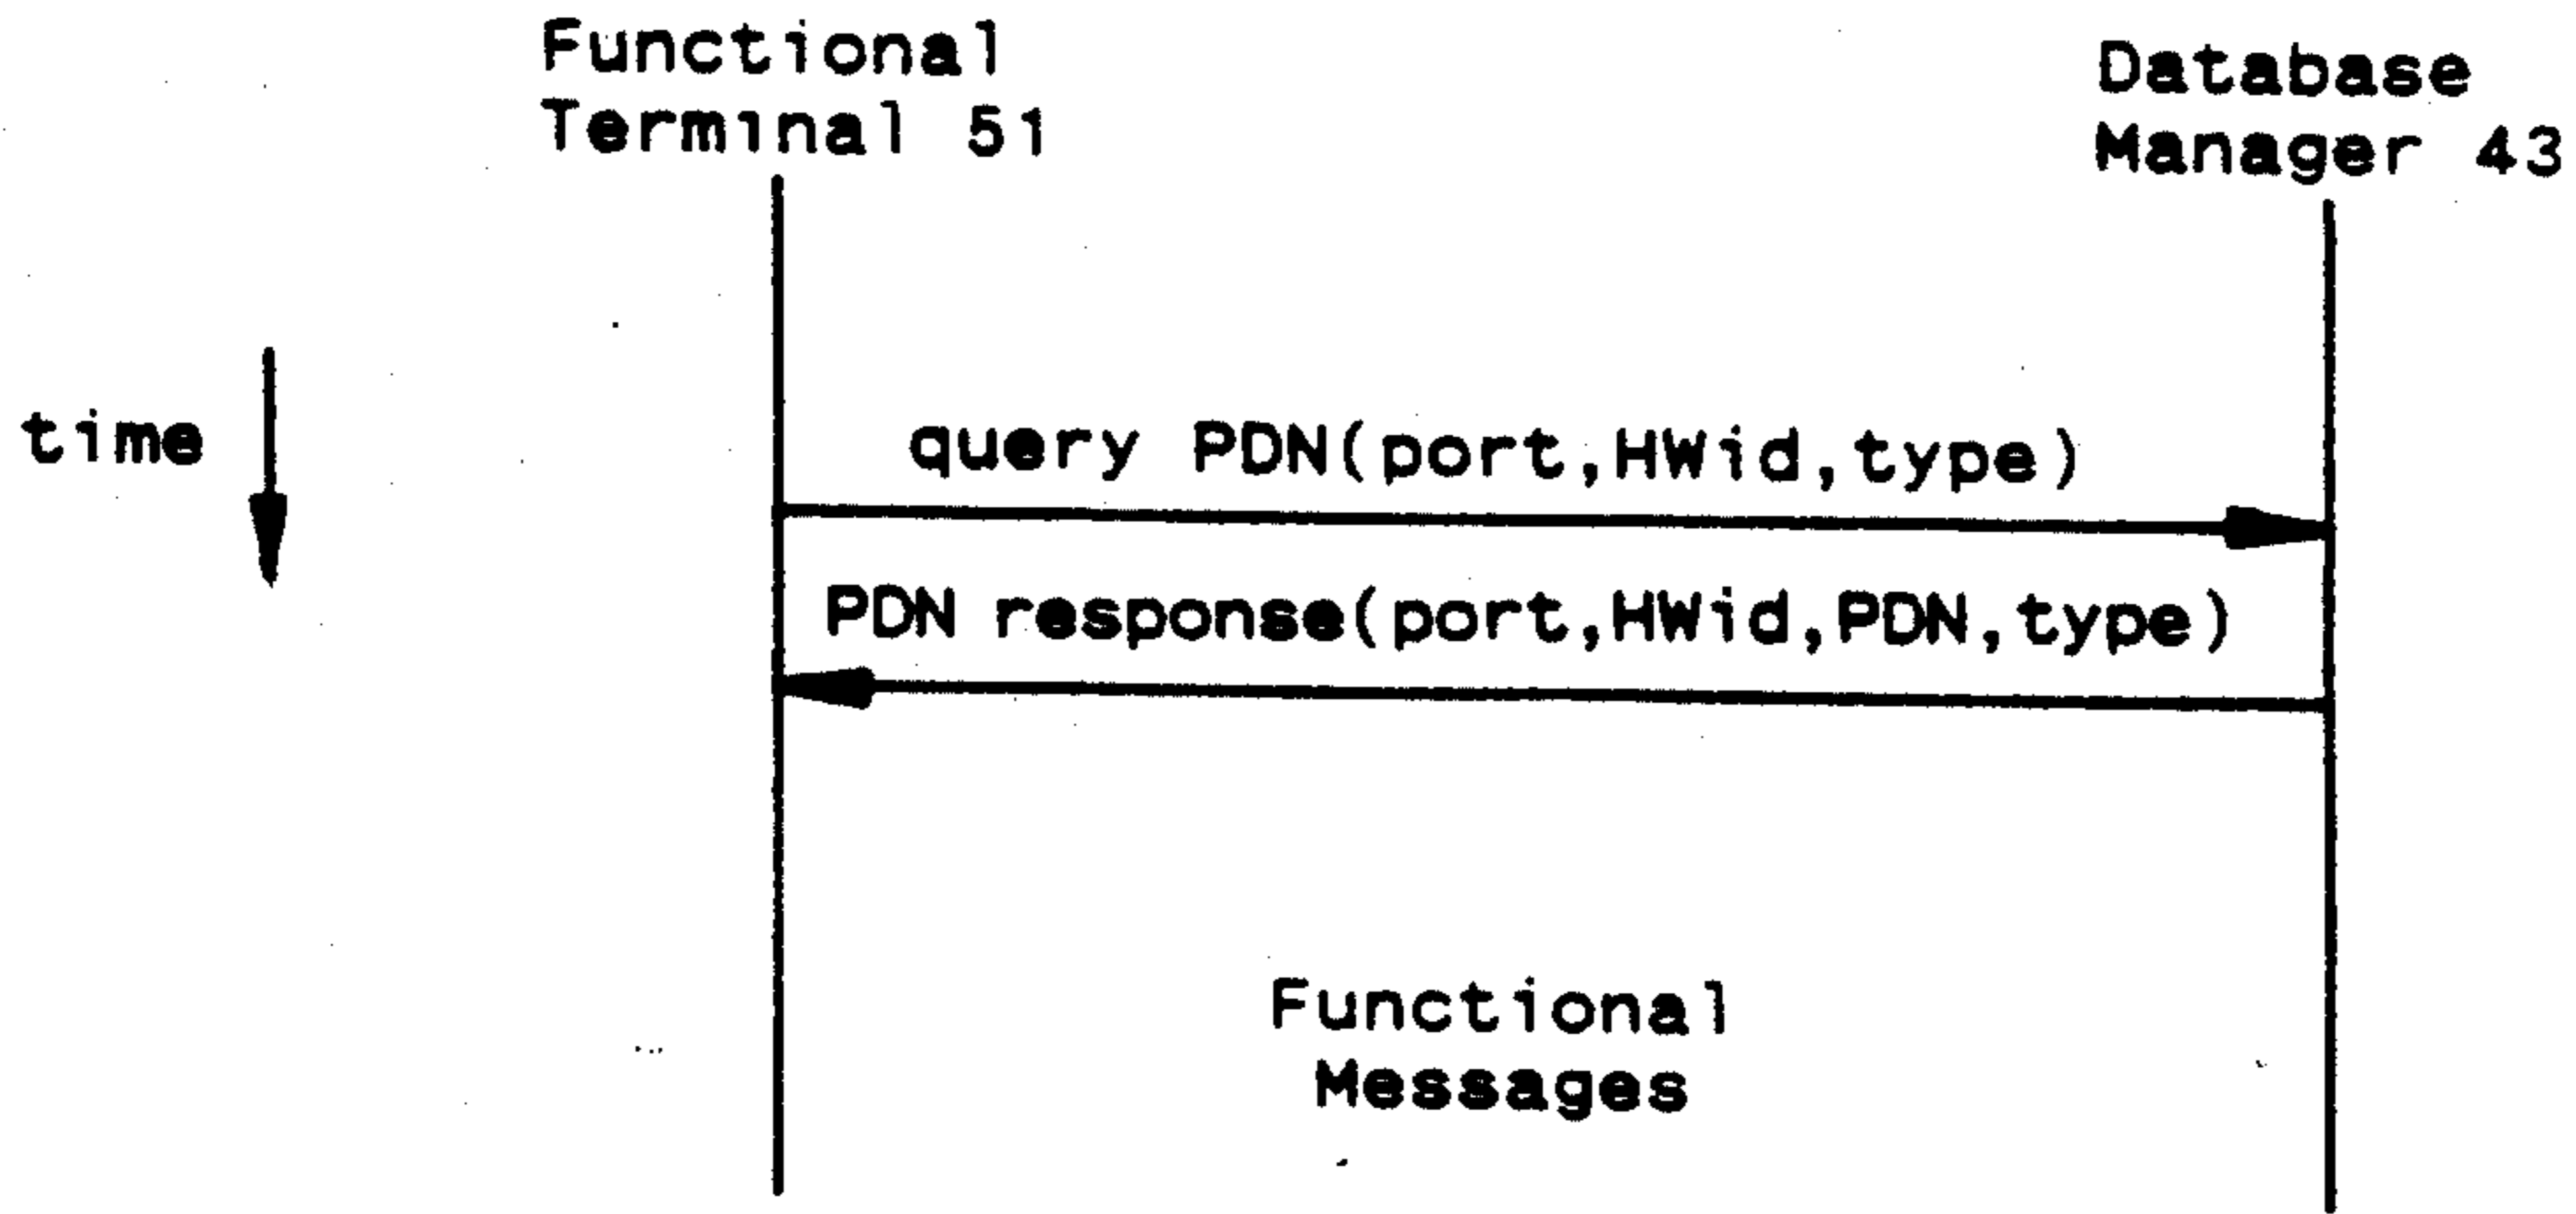 Functional
Terminal 51
Database
Manager 43
time
query PDN(port,HWid,type)
PDN response(port,HWid,PDN,type)
Functional
Messages